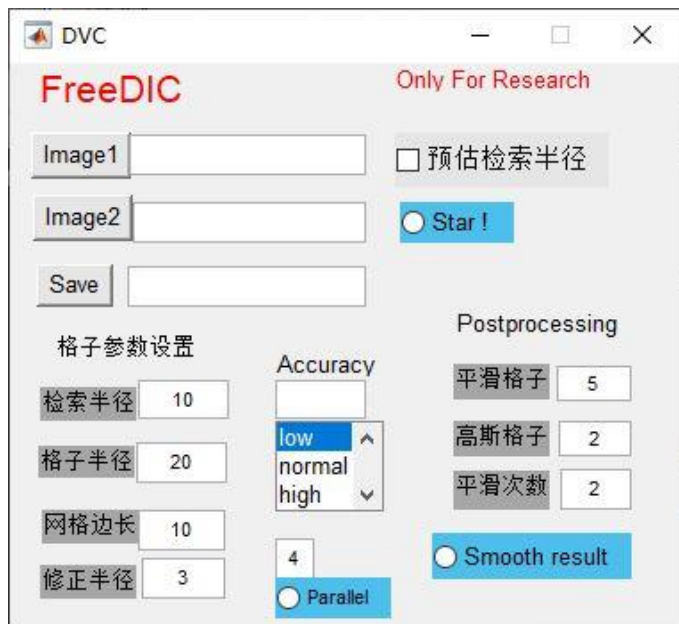 DVC
FreeDIC
Only For Research
Image1
预估检索半径
Image2
Star !
Save
格子参数设置
检索半径 10
格子半径 20
网格边长 10
修正半径 3
Accuracy
low
normal
high
4
Parallel
Postprocessing
平滑格子 5
高斯格子 2
平滑次数 2
Smooth result